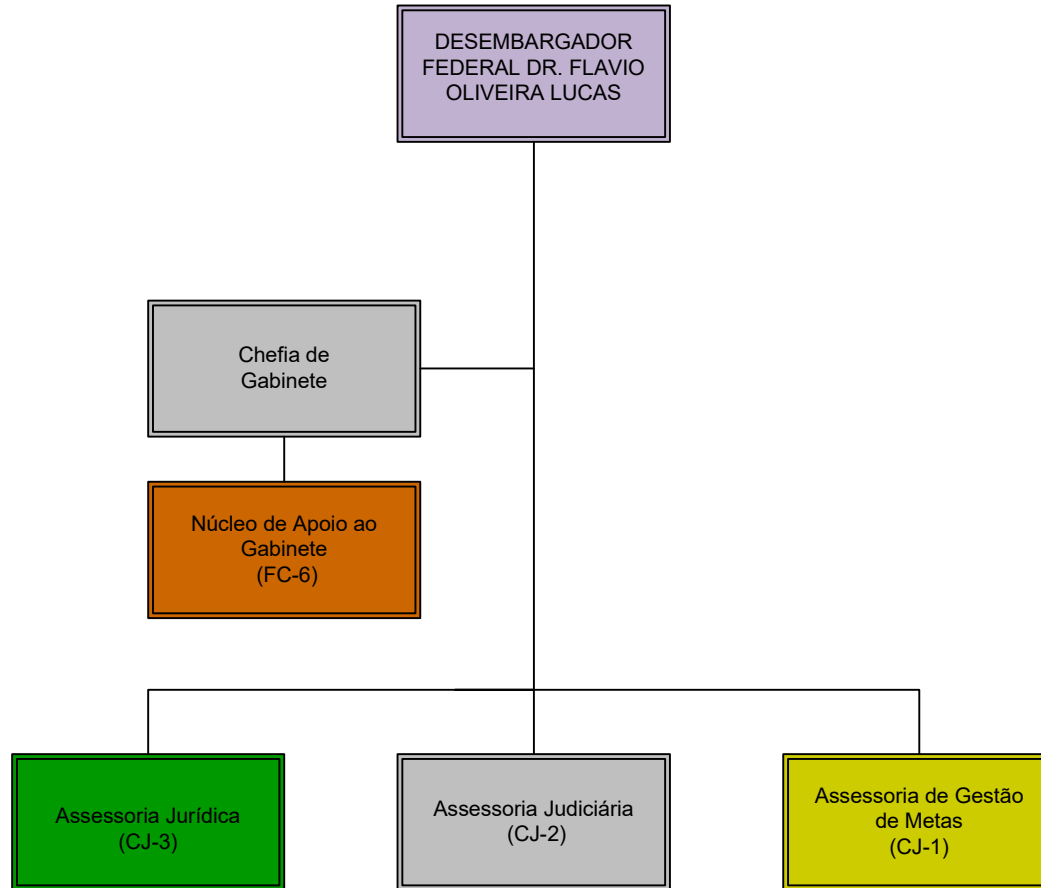 DESEMBARGADOR
FEDERAL DR. FLAVIO
OLIVEIRA LUCAS
Chefia de
Gabinete
Núcleo de Apoio ao
Gabinete
(FC-6)
Assessoria Jurídica
(CJ-3)
Assessoria Judiciária
(CJ-2)
Assessoria de Gestão
de Metas
(CJ-1)